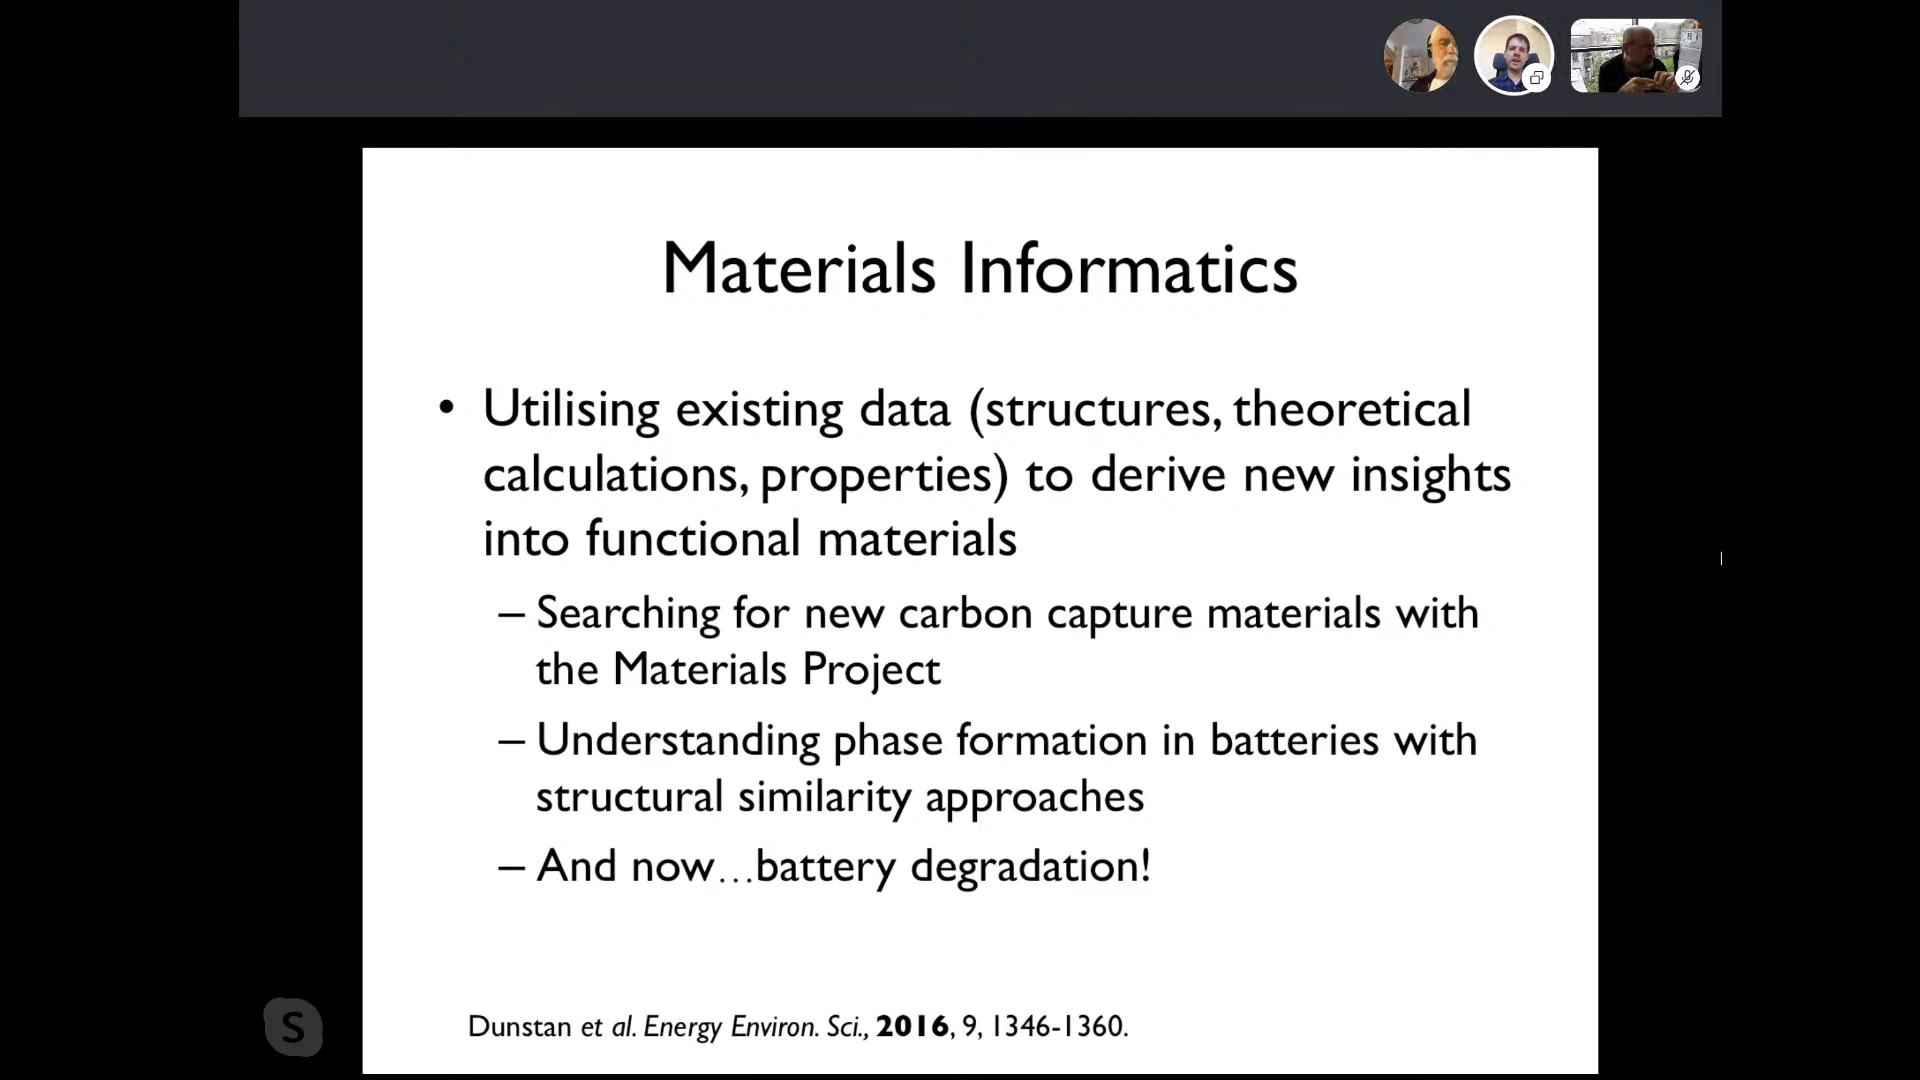 Materials Informatics
• Utilising existing data (structures, theoretical
calculations, properties) to derive new insights
into functional materials
– Searching for new carbon capture materials with
the Materials Project
– Understanding phase formation in batteries with
structural similarity approaches
– And now…battery degradation!
Dunstan et al. Energy Environ. Sci., 2016, 9, 1346-1360.
S